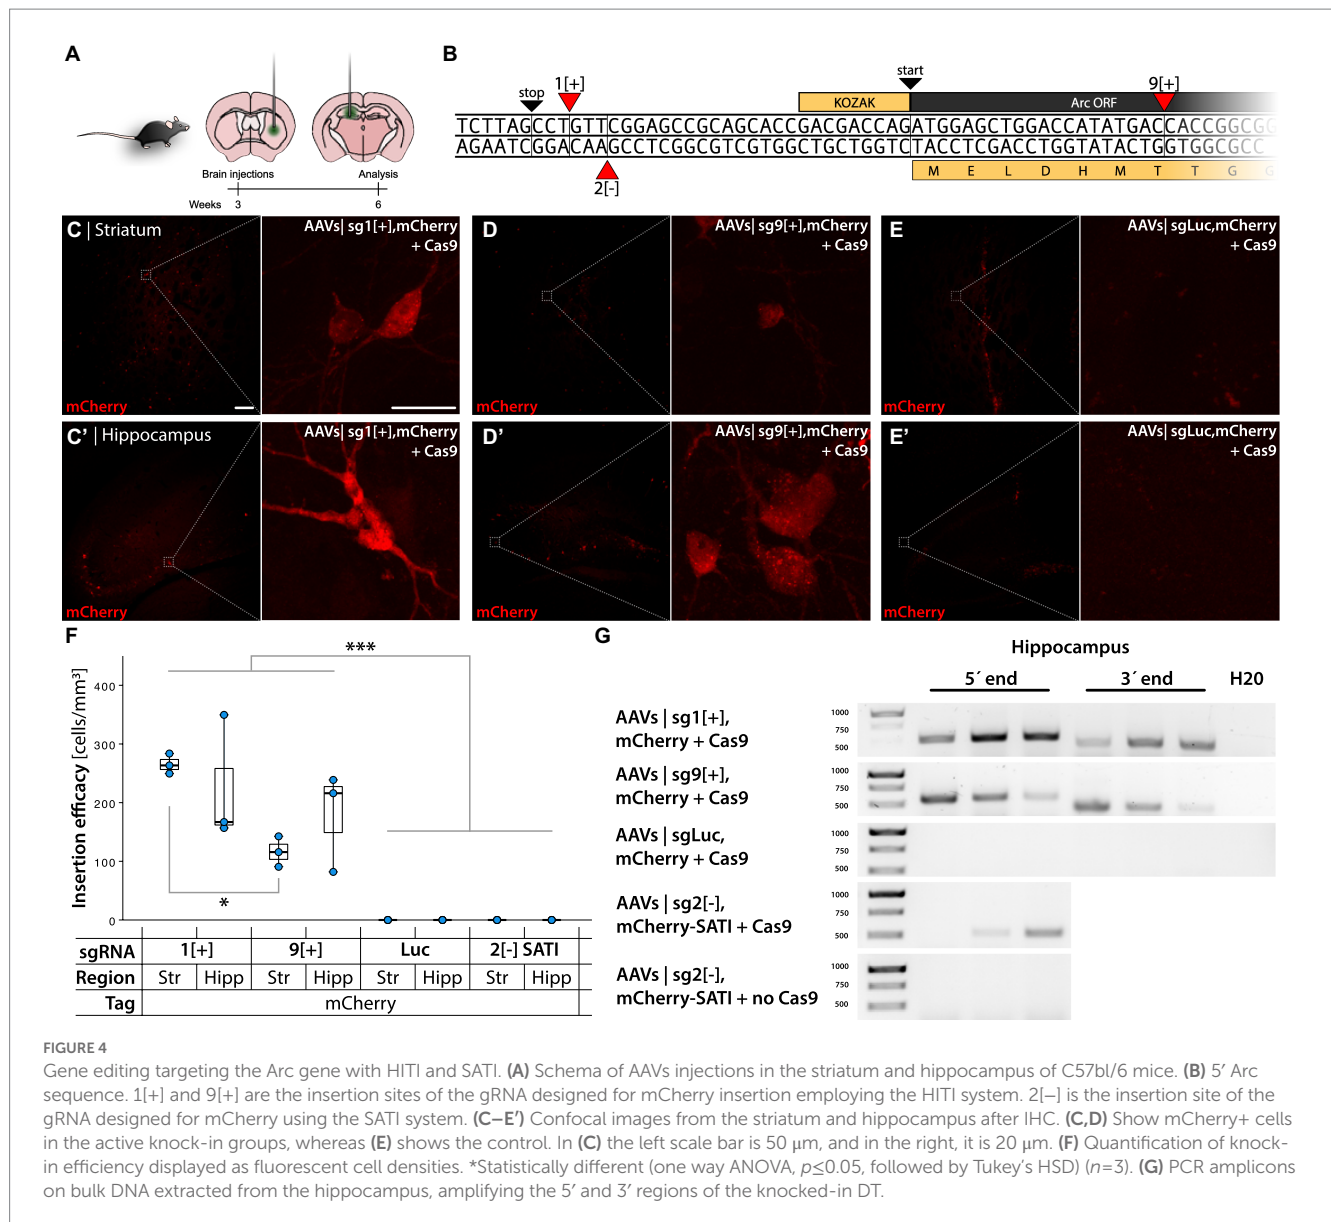 A
Brain injections
Analysis
Weeks 3 6
B
stop
1[+]
start
9[+]
KOZAK
Arc ORF
TCTTAGCCTGTTCGGAGCCGCAGCACCGACGACCAGATGGAGCTGGACCATATGACCACCGGCGG
AGAATCGGACAAGCCTCGGCGTCGTGGCTGCTGGTCTACCTCGACCTGGTATACTGGTGGCGCC
M E L D H M T T G G
2[-]
C | Striatum
AAVs| sg1[+],mCherry
+ Cas9
mCherry
D
AAVs| sg9[+],mCherry
+ Cas9
mCherry
E
AAVs| sgLuc,mCherry
+ Cas9
mCherry
C' | Hippocampus
AAVs| sg1[+],mCherry
+ Cas9
mCherry
D'
AAVs| sg9[+],mCherry
+ Cas9
mCherry
E'
AAVs| sgLuc,mCherry
+ Cas9
mCherry
F
Insertion efficacy [cells/mm³]
400
300
200
100
0
***
*
sgRNA 1[+] 9[+] Luc 2[-] SATI
Region Str Hipp Str Hipp Str Hipp Str Hipp
Tag mCherry
G
Hippocampus
5´ end 3´ end H20
AAVs | sg1[+],
mCherry + Cas9
1000
750
500
AAVs | sg9[+],
mCherry + Cas9
1000
750
500
AAVs | sgLuc,
mCherry + Cas9
1000
750
500
AAVs | sg2[-],
mCherry-SATI + Cas9
1000
750
500
AAVs | sg2[-],
mCherry-SATI + no Cas9
1000
750
500
FIGURE 4
Gene editing targeting the Arc gene with HITI and SATI. (A) Schema of AAVs injections in the striatum and hippocampus of C57bl/6 mice. (B) 5′ Arc
sequence. 1[+] and 9[+] are the insertion sites of the gRNA designed for mCherry insertion employing the HITI system. 2[−] is the insertion site of the
gRNA designed for mCherry using the SATI system. (C–E′) Confocal images from the striatum and hippocampus after IHC. (C,D) Show mCherry+ cells
in the active knock-in groups, whereas (E) shows the control. In (C) the left scale bar is 50 μm, and in the right, it is 20 μm. (F) Quantification of knock-
in efficiency displayed as fluorescent cell densities. *Statistically different (one way ANOVA, p≤0.05, followed by Tukey's HSD) (n=3). (G) PCR amplicons
on bulk DNA extracted from the hippocampus, amplifying the 5′ and 3′ regions of the knocked-in DT.